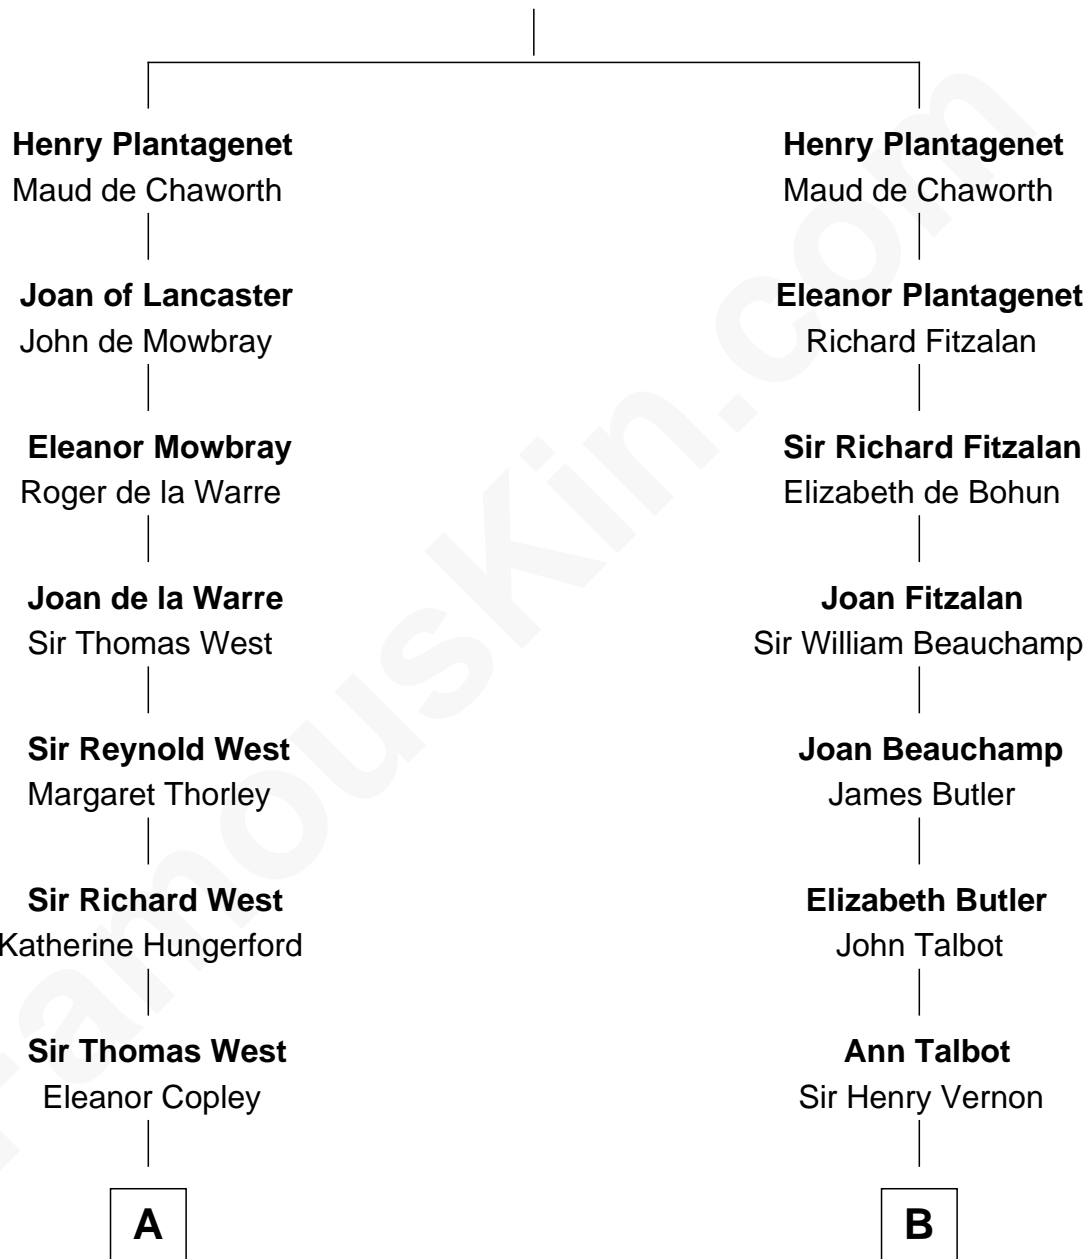 Henry Plantagenet
Maud de Chaworth
Joan of Lancaster
John de Mowbray
Eleanor Mowbray
Roger de la Warre
Joan de la Warre
Sir Thomas West
Sir Reynold West
Margaret Thorley
Sir Richard West
Katherine Hungerford
Sir Thomas West
Eleanor Copley
A
Henry Plantagenet
Maud de Chaworth
Eleanor Plantagenet
Richard Fitzalan
Sir Richard Fitzalan
Elizabeth de Bohun
Joan Fitzalan
Sir William Beauchamp
Joan Beauchamp
James Butler
Elizabeth Butler
John Talbot
Ann Talbot
Sir Henry Vernon
B
FamousKin.com